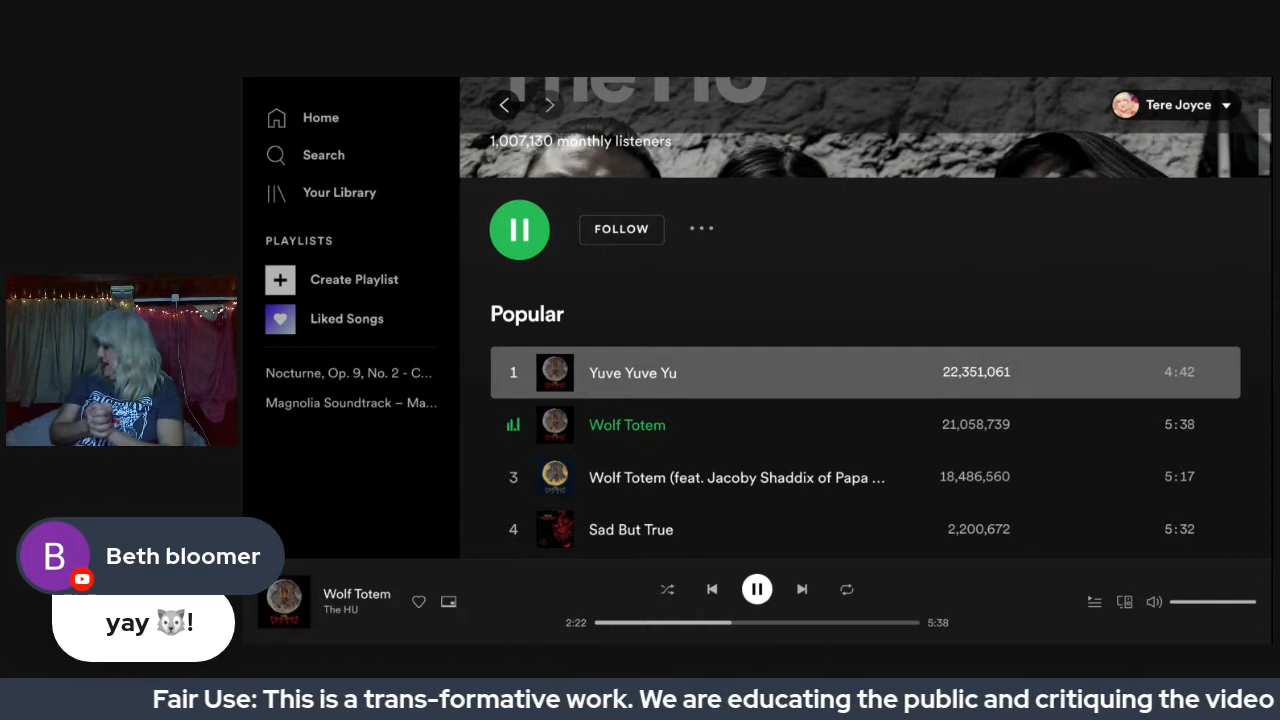 The HU
1,007,130 monthly listeners
Tere Joyce
Home
Search
Your Library
PLAYLISTS
Create Playlist
Liked Songs
Nocturne, Op. 9, No. 2 - C...
Magnolia Soundtrack – Ma...
FOLLOW
Popular
1 Yuve Yuve Yu 22,351,061 4:42
Wolf Totem 21,058,739 5:38
3 Wolf Totem (feat. Jacoby Shaddix of Papa ... 18,486,560 5:17
4 Sad But True 2,200,672 5:32
Wolf Totem
The HU
2:22 5:38
B Beth bloomer
yay 🐺!
Fair Use: This is a trans-formative work. We are educating the public and critiquing the video